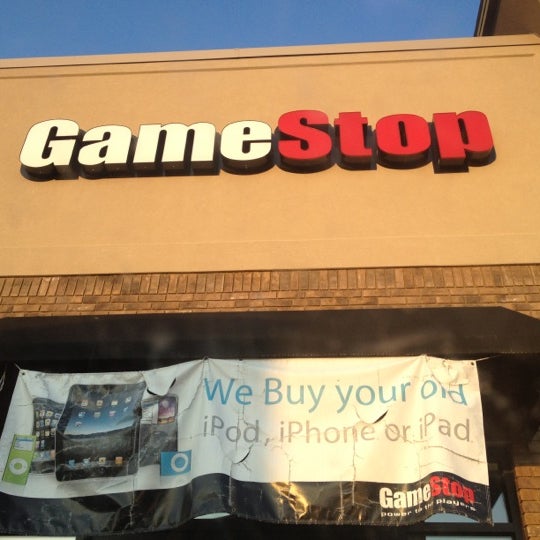 GameStop
We Buy your old
iPod, iPhone or iPad
GameStop
power to the players